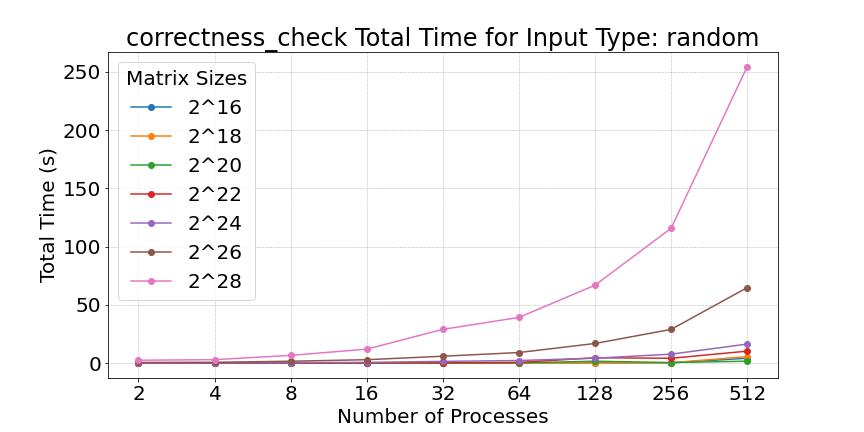 correctness_check Total Time for Input Type: random
Total Time (s)
250
200
150
100
50
0
Matrix Sizes
2^16
2^18
2^20
2^22
2^24
2^26
2^28
2 4 8 16 32 64 128 256 512
Number of Processes